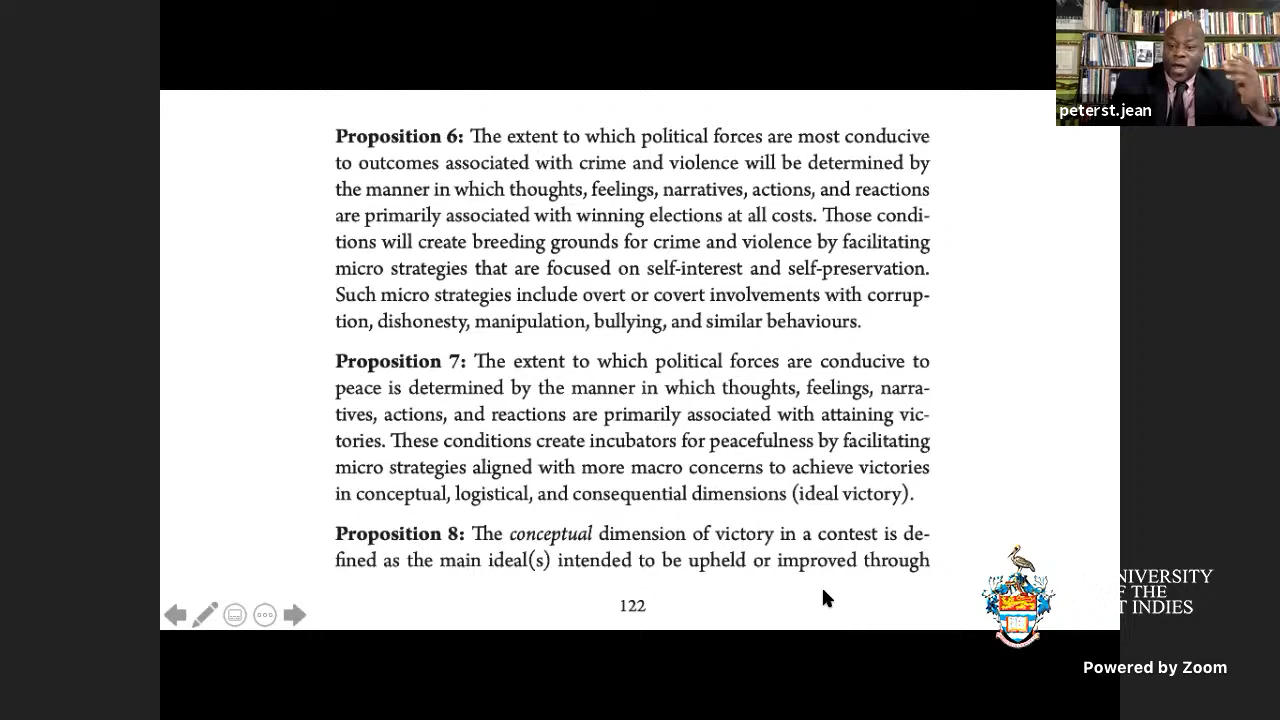 peterst.jean
Proposition 6: The extent to which political forces are most conducive
to outcomes associated with crime and violence will be determined by
the manner in which thoughts, feelings, narratives, actions, and reactions
are primarily associated with winning elections at all costs. Those condi-
tions will create breeding grounds for crime and violence by facilitating
micro strategies that are focused on self-interest and self-preservation.
Such micro strategies include overt or covert involvements with corrup-
tion, dishonesty, manipulation, bullying, and similar behaviours.
Proposition 7: The extent to which political forces are conducive to
peace is determined by the manner in which thoughts, feelings, narra-
tives, actions, and reactions are primarily associated with attaining vic-
tories. These conditions create incubators for peacefulness by facilitating
micro strategies aligned with more macro concerns to achieve victories
in conceptual, logistical, and consequential dimensions (ideal victory).
Proposition 8: The conceptual dimension of victory in a contest is de-
fined as the main ideal(s) intended to be upheld or improved through
122
NIVERSITY
F THE
T INDIES
Powered by Zoom